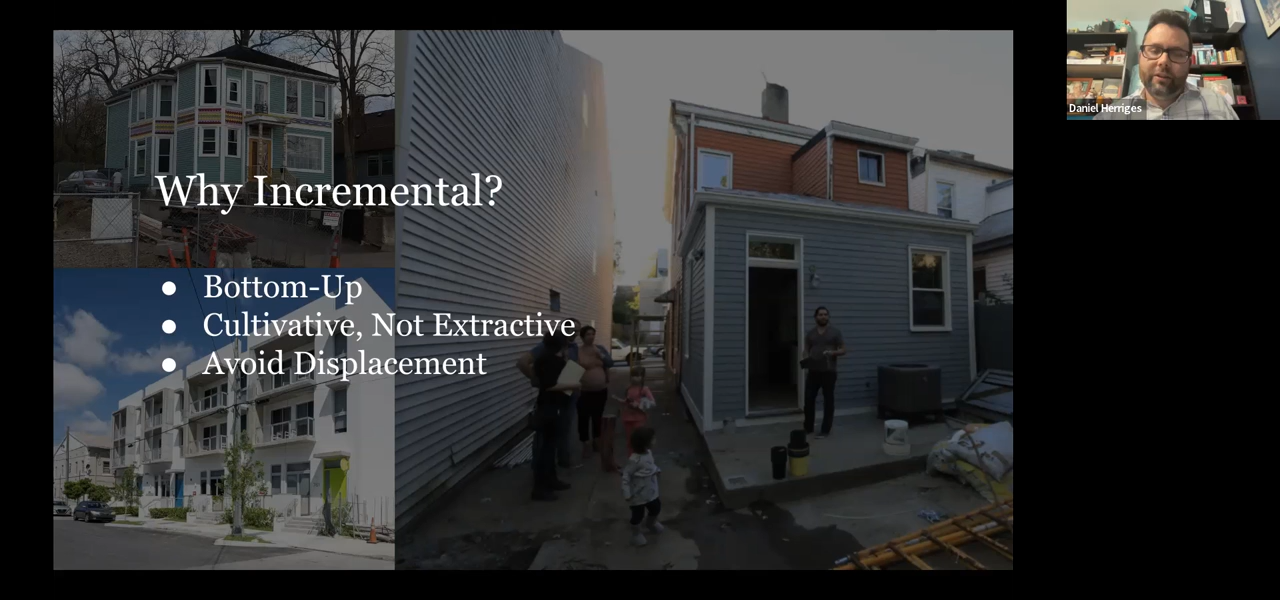 Why Incremental?
● Bottom-Up
● Cultivative, Not Extractive
● Avoid Displacement
Daniel Herriges